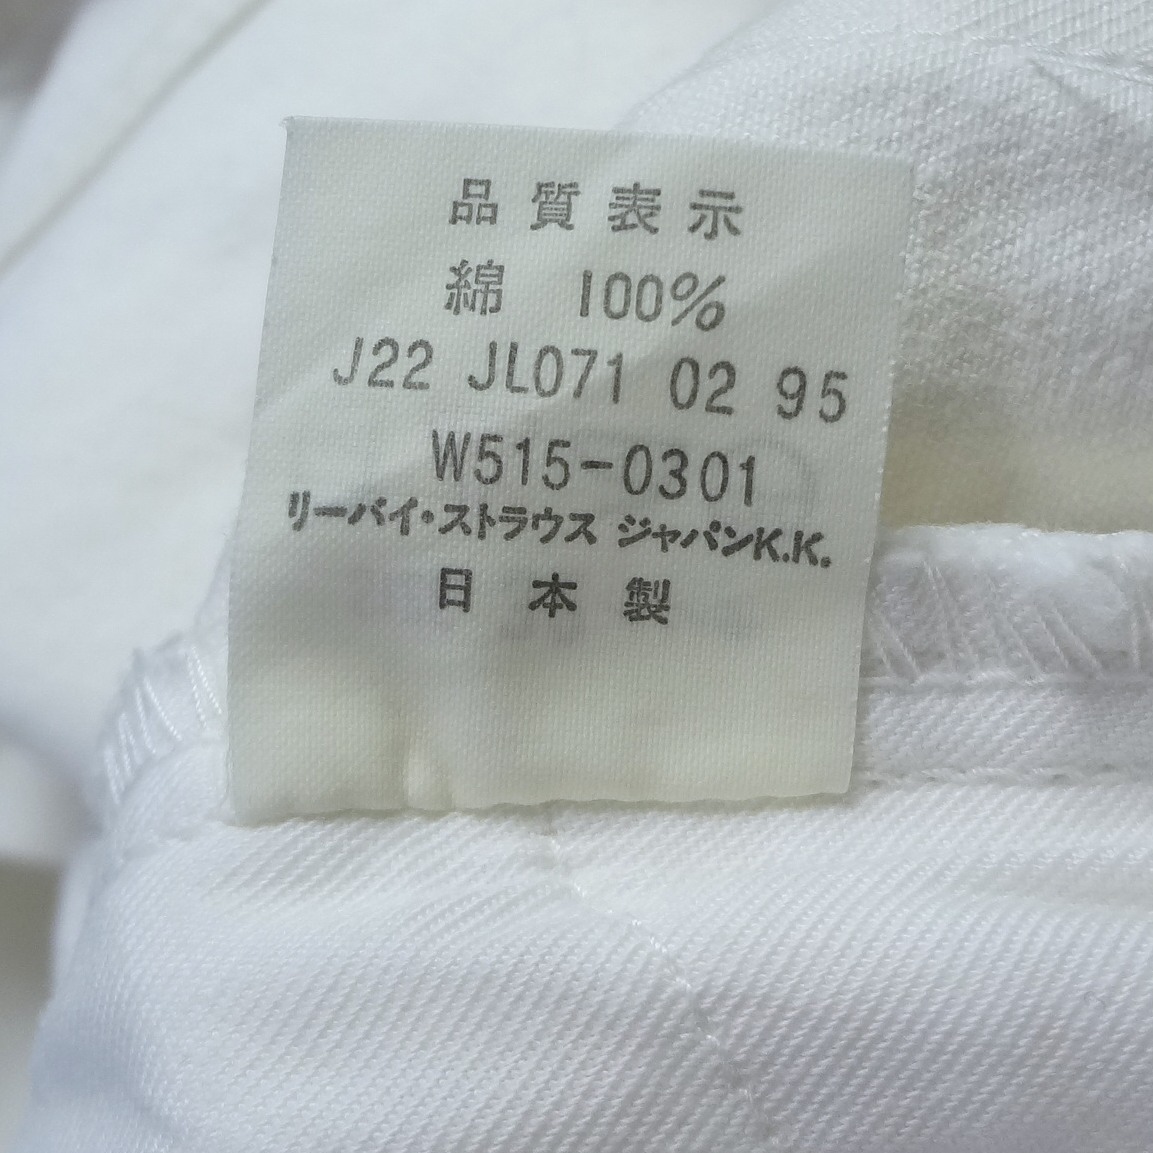 品質表示
綿 100%
J22 JL071 02 95
W515-0301
リーバイ・ストラウス ジャパンK.K.
日本製